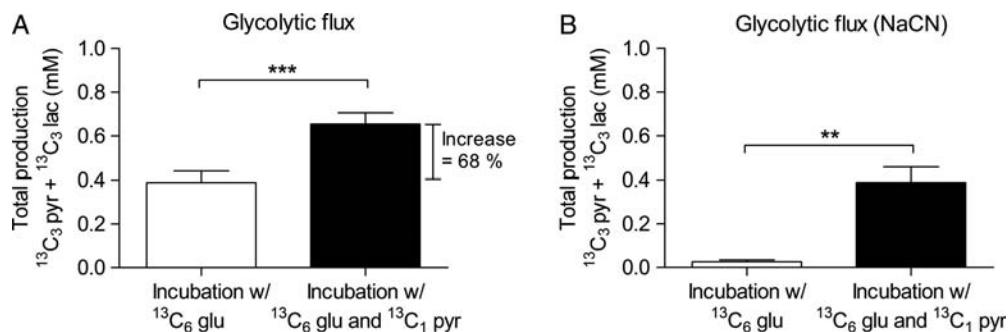 A
Glycolytic flux
Total production
¹³C₃ pyr + ¹³C₃ lac (mM)
1.0
0.8
0.6
0.4
0.2
0.0
***
Increase
= 68 %
Incubation w/
¹³C₆ glu
Incubation w/
¹³C₆ glu and ¹³C₁ pyr
B
Glycolytic flux (NaCN)
Total production
¹³C₃ pyr + ¹³C₃ lac (mM)
1.0
0.8
0.6
0.4
0.2
0.0
**
Incubation w/
¹³C₆ glu
Incubation w/
¹³C₆ glu and ¹³C₁ pyr